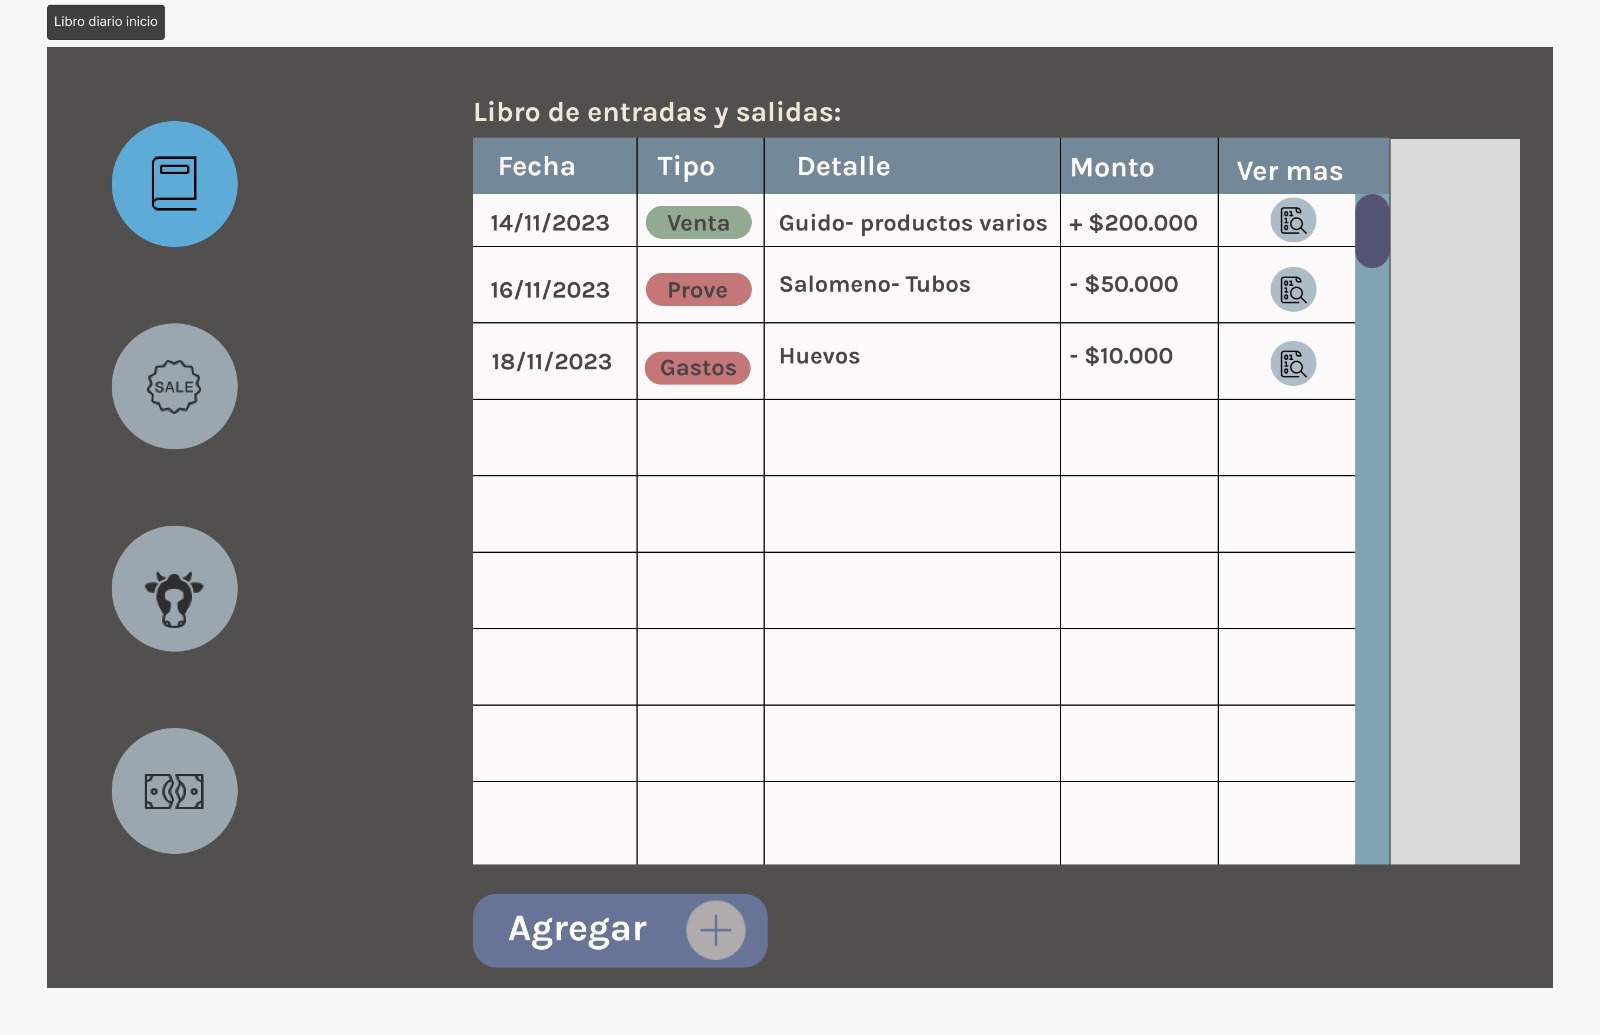 Libro diario inicio
Libro de entradas y salidas:
Fecha Tipo Detalle Monto Ver mas
14/11/2023 Venta Guido- productos varios + $200.000
16/11/2023 Prove Salomeno- Tubos - $50.000
18/11/2023 Gastos Huevos - $10.000
SALE
Agregar